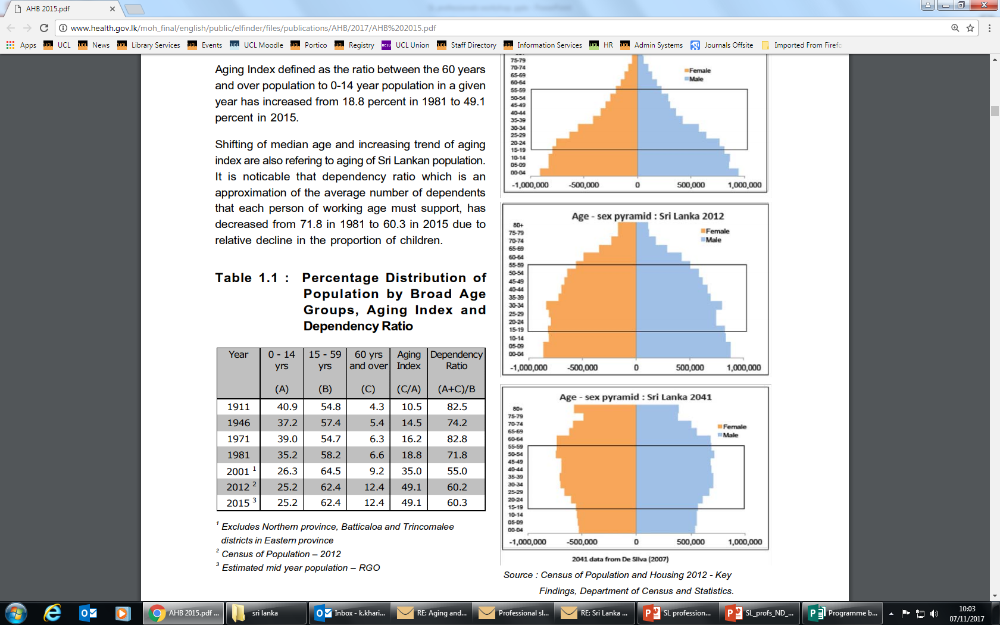 AHB 2015.pdf
www.health.gov.lk/moh_final/english/public/elfinder/files/publications/AHB/2017/AHB%202015.pdf
Apps UCL News Library Services Events UCL Moodle Portico Registry UCL Union Staff Directory Information Services HR Admin Systems Journals Offsite Imported From Firefo
Aging Index defined as the ratio between the 60 years
and over population to 0-14 year population in a given
year has increased from 18.8 percent in 1981 to 49.1
percent in 2015.
Shifting of median age and increasing trend of aging
index are also refering to aging of Sri Lankan population.
It is noticable that dependency ratio which is an
approximation of the average number of dependents
that each person of working age must support, has
decreased from 71.8 in 1981 to 60.3 in 2015 due to
relative decline in the proportion of children.
Table 1.1 : Percentage Distribution of
Population by Broad Age
Groups, Aging Index and
Dependency Ratio
Year 0 - 14 15 - 59 60 yrs Aging Dependency
yrs yrs and over Index Ratio
(A) (B) (C) (C/A) (A+C)/B
1911 40.9 54.8 4.3 10.5 82.5
1946 37.2 57.4 5.4 14.5 74.2
1971 39.0 54.7 6.3 16.2 82.8
1981 35.2 58.2 6.6 18.8 71.8
2001 1 26.3 64.5 9.2 35.0 55.0
2012 2 25.2 62.4 12.4 49.1 60.2
2015 3 25.2 62.4 12.4 49.1 60.3
1 Excludes Northern province, Batticaloa and Trincomalee
districts in Eastern province
2 Census of Population – 2012
3 Estimated mid year population – RGO
75-79
70-74
65-69
60-64
55-59
50-54
45-49
40-44
35-39
30-34
25-29
20-24
15-19
10-14
05-09
00-04
Female
Male
-1,000,000 -500,000 0 500,000 1,000,000
Age - sex pyramid : Sri Lanka 2012
80+
75-79
70-74
65-69
60-64
55-59
50-54
45-49
40-44
35-39
30-34
25-29
20-24
15-19
10-14
05-09
00-04
Female
Male
-1,000,000 -500,000 0 500,000 1,000,000
Age - sex pyramid : Sri Lanka 2041
80+
75-79
70-74
65-69
60-64
55-59
50-54
45-49
40-44
35-39
30-34
25-29
20-24
15-19
10-14
05-09
00-04
Female
Male
-1,000,000 -500,000 0 500,000 1,000,000
2041 data from De Silva (2007)
Source : Census of Population and Housing 2012 - Key
Findings, Department of Census and Statistics.
AHB 2015.pdf ... sri lanka Inbox - k.khari... RE: Aging and... Professional sl... RE: Sri Lanka ... SL profession... SL_profs_ND_... Programme b...
10:03
07/11/2017